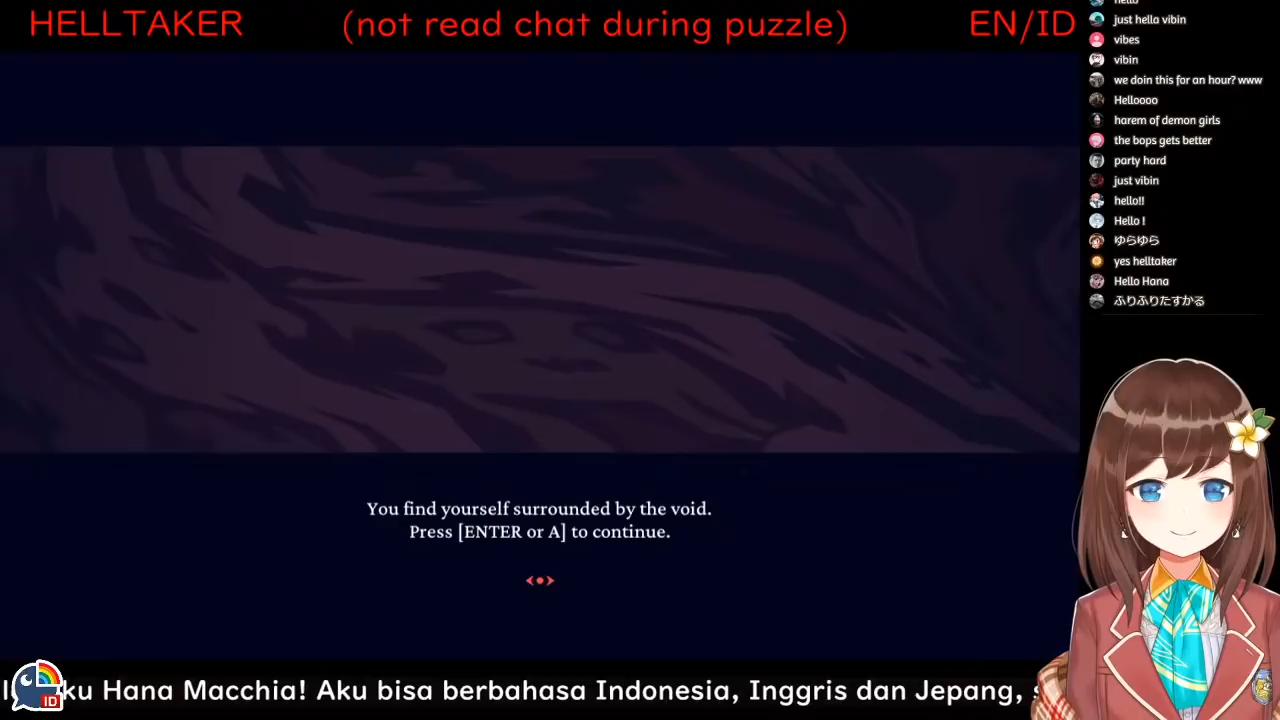 HELLTAKER (not read chat during puzzle) EN/ID
hello
just hella vibin
vibes
vibin
we doin this for an hour? www
Helloooo
harem of demon girls
the bops gets better
party hard
just vibin
hello!!
Hello !
ゆらゆら
yes helltaker
Hello Hana
ふりふりたすかる
You find yourself surrounded by the void.
Press [ENTER or A] to continue.
ku Hana Macchia! Aku bisa berbahasa Indonesia, Inggris dan Jepang,
ID